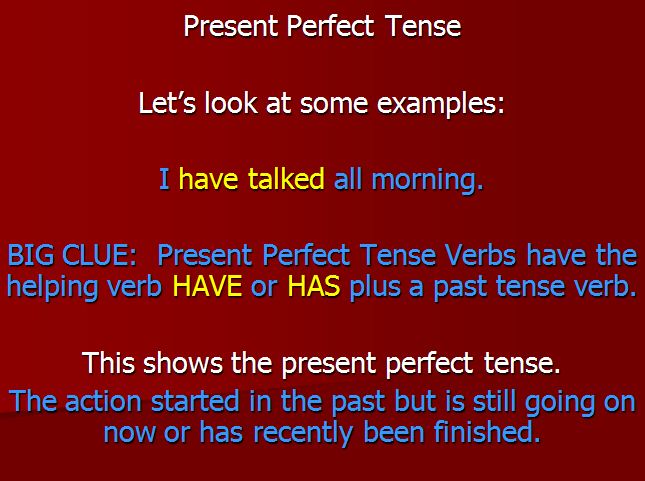 Present Perfect Tense
Let’s look at some examples:
I have talked all morning.
BIG CLUE:  Present Perfect Tense Verbs have the
helping verb HAVE or HAS plus a past tense verb.
This shows the present perfect tense.
The action started in the past but is still going on
now or has recently been finished.